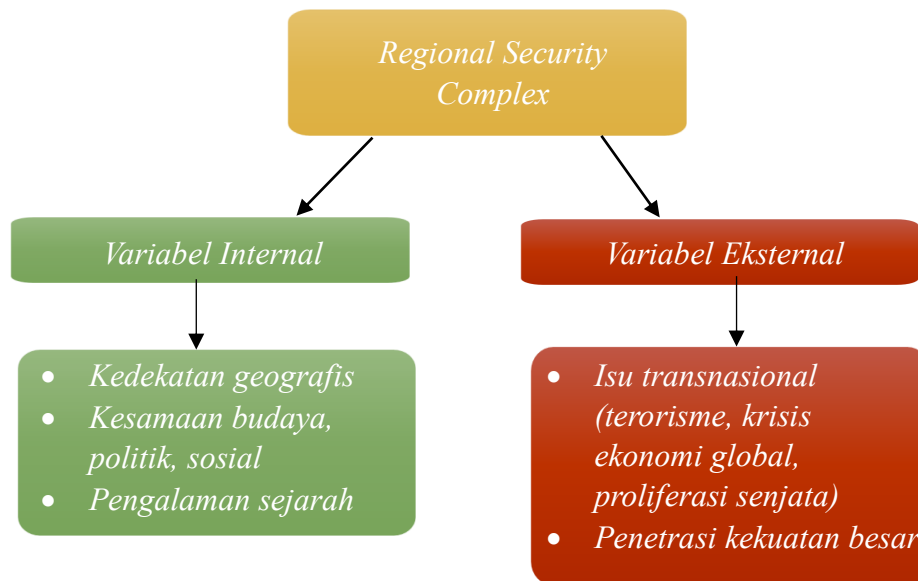 Regional Security
Complex
Variabel Internal
Variabel Eksternal
• Kedekatan geografis
• Kesamaan budaya,
politik, sosial
• Pengalaman sejarah
• Isu transnasional
(terorisme, krisis
ekonomi global,
proliferasi senjata)
• Penetrasi kekuatan besar